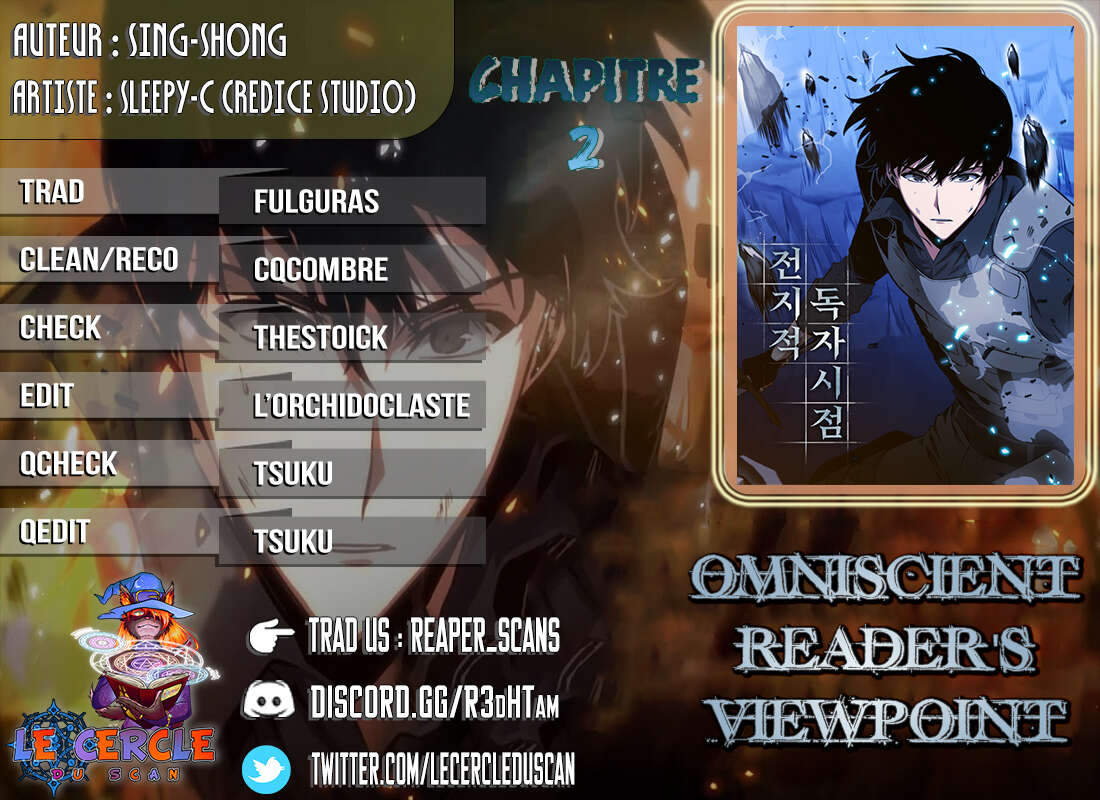 AUTEUR : SING-SHONG
ARTISTE : SLEEPY-C (REDICE STUDIO)
CHAPITRE
2
TRAD
FULGURAS
CLEAN/RECO
CQCOMBRE
CHECK
THESTOICK
EDIT
L'ORCHIDOCLASTE
QCHECK
TSUKU
QEDIT
TSUKU
전지적
독자시점
OMNISCIENT
READER'S
VIEWPOINT
TRAD US : REAPER_SCANS
DISCORD.GG/R3DHTAM
TWITTER.COM/LECERCLEDUSCAN
LE CERCLE
DU SCAN